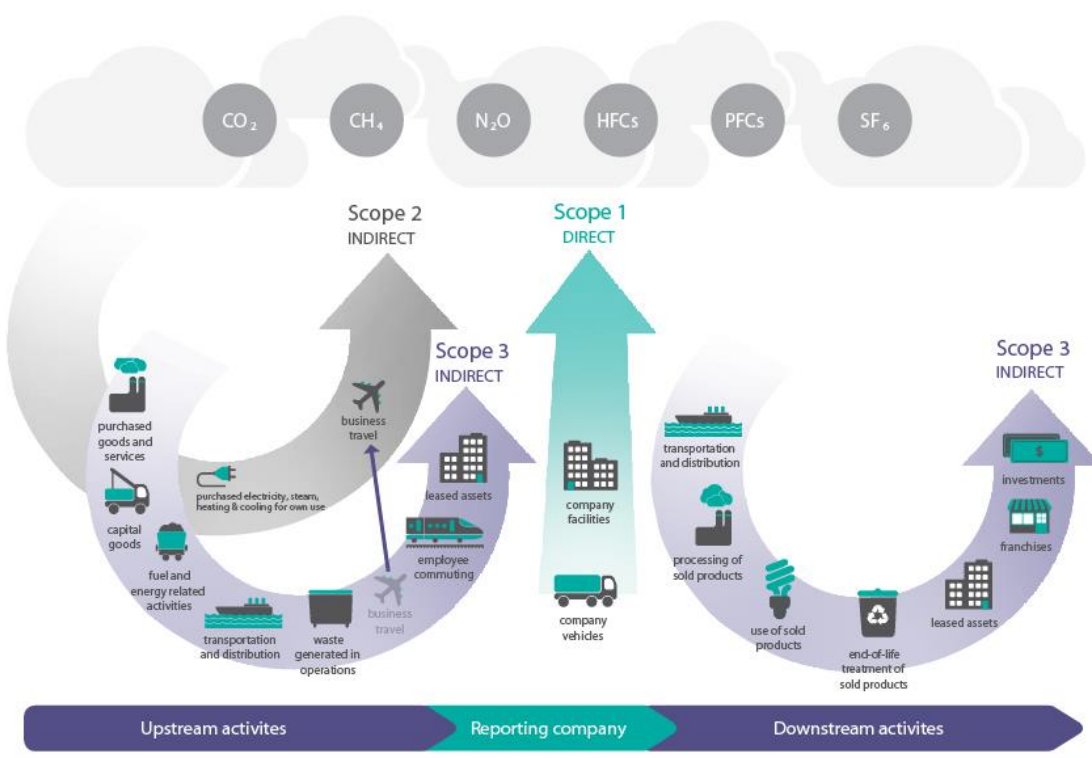 CO₂
CH₄
N₂O
HFCs
PFCs
SF₆
Scope 2
INDIRECT
Scope 1
DIRECT
Scope 3
INDIRECT
Scope 3
INDIRECT
purchased
goods and
services
capital
goods
fuel and
energy related
activities
transportation
and distribution
waste
generated in
operations
business
travel
employee
commuting
leased assets
purchased electricity, steam,
heating & cooling for own use
business
travel
company
facilities
company
vehicles
transportation
and distribution
processing of
sold products
use of sold
products
end-of-life
treatment of
sold products
leased assets
franchises
$
investments
Upstream activites
Reporting company
Downstream activites